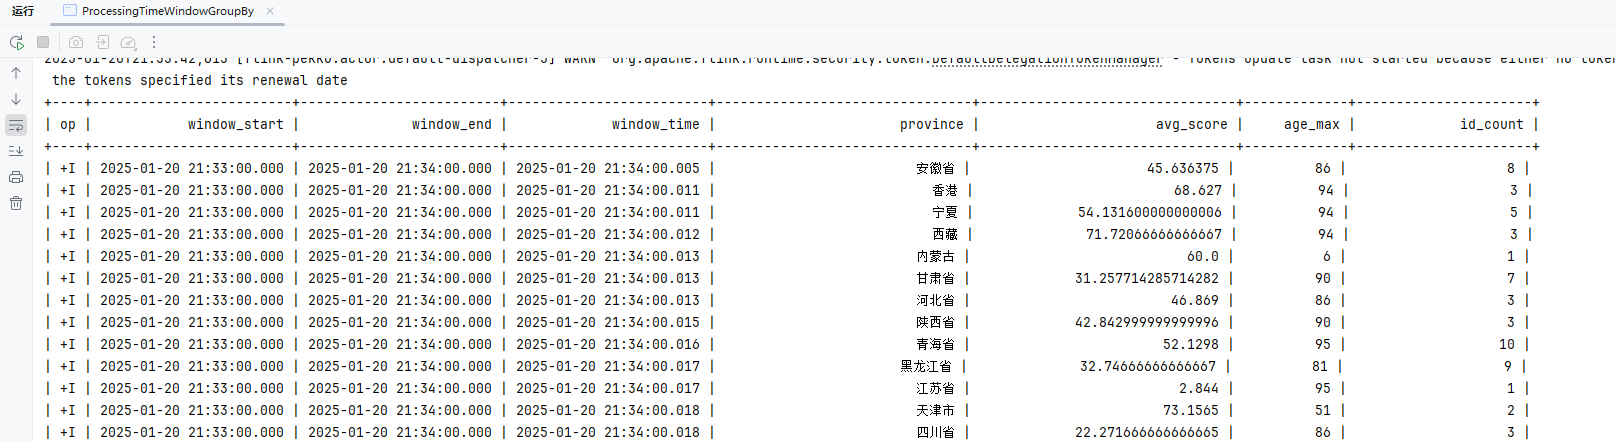 运行 ProcessingTimeWindowGroupBy ×
2025-01-20T21:33:42,613 [flink-pekko.actor.default-dispatcher-5] WARN org.apache.flink.runtime.security.token.DefaultDelegationTokenManager - Tokens update task not started because either no token
the tokens specified its renewal date
+----+-------------------------+-------------------------+-------------------------+--------------------------------+--------------------------------+-------------+----------------------+
| op | window_start | window_end | window_time | province | avg_score | age_max | id_count |
+----+-------------------------+-------------------------+-------------------------+--------------------------------+--------------------------------+-------------+----------------------+
| +I | 2025-01-20 21:33:00.000 | 2025-01-20 21:34:00.000 | 2025-01-20 21:34:00.005 | 安徽省 | 45.636375 | 86 | 8 |
| +I | 2025-01-20 21:33:00.000 | 2025-01-20 21:34:00.000 | 2025-01-20 21:34:00.011 | 香港 | 68.627 | 94 | 3 |
| +I | 2025-01-20 21:33:00.000 | 2025-01-20 21:34:00.000 | 2025-01-20 21:34:00.011 | 宁夏 | 54.131600000000006 | 94 | 5 |
| +I | 2025-01-20 21:33:00.000 | 2025-01-20 21:34:00.000 | 2025-01-20 21:34:00.012 | 西藏 | 71.72066666666667 | 94 | 3 |
| +I | 2025-01-20 21:33:00.000 | 2025-01-20 21:34:00.000 | 2025-01-20 21:34:00.013 | 内蒙古 | 60.0 | 6 | 1 |
| +I | 2025-01-20 21:33:00.000 | 2025-01-20 21:34:00.000 | 2025-01-20 21:34:00.013 | 甘肃省 | 31.257714285714282 | 90 | 7 |
| +I | 2025-01-20 21:33:00.000 | 2025-01-20 21:34:00.000 | 2025-01-20 21:34:00.013 | 河北省 | 46.869 | 86 | 3 |
| +I | 2025-01-20 21:33:00.000 | 2025-01-20 21:34:00.000 | 2025-01-20 21:34:00.015 | 陕西省 | 42.842999999999996 | 90 | 3 |
| +I | 2025-01-20 21:33:00.000 | 2025-01-20 21:34:00.000 | 2025-01-20 21:34:00.016 | 青海省 | 52.1298 | 95 | 10 |
| +I | 2025-01-20 21:33:00.000 | 2025-01-20 21:34:00.000 | 2025-01-20 21:34:00.017 | 黑龙江省 | 32.74666666666667 | 81 | 9 |
| +I | 2025-01-20 21:33:00.000 | 2025-01-20 21:34:00.000 | 2025-01-20 21:34:00.017 | 江苏省 | 2.844 | 95 | 1 |
| +I | 2025-01-20 21:33:00.000 | 2025-01-20 21:34:00.000 | 2025-01-20 21:34:00.018 | 天津市 | 73.1565 | 51 | 2 |
| +I | 2025-01-20 21:33:00.000 | 2025-01-20 21:34:00.000 | 2025-01-20 21:34:00.018 | 四川省 | 22.271666666666665 | 86 | 3 |